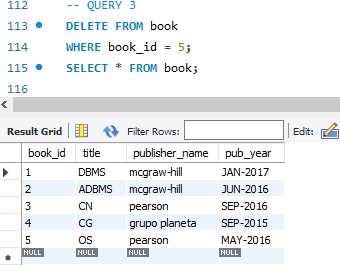 112 -- QUERY 3
113 DELETE FROM book
114 WHERE book_id = 5;
115 SELECT * FROM book;
116
Result Grid Filter Rows: Edit:
book_id title publisher_name pub_year
1 DBMS mcgraw-hill JAN-2017
2 ADBMS mcgraw-hill JUN-2016
3 CN pearson SEP-2016
4 CG grupo planeta SEP-2015
5 OS pearson MAY-2016
NULL NULL NULL NULL